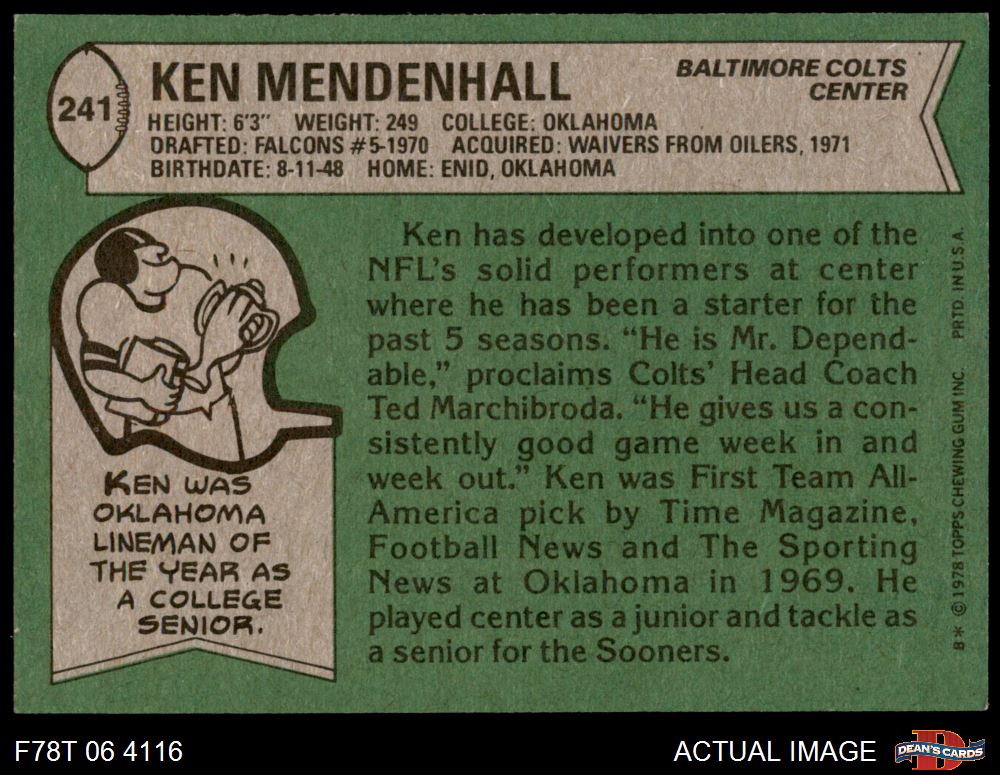 241
KEN MENDENHALL
BALTIMORE COLTS
CENTER
HEIGHT: 6'3" WEIGHT: 249 COLLEGE: OKLAHOMA
DRAFTED: FALCONS #5-1970 ACQUIRED: WAIVERS FROM OILERS, 1971
BIRTHDATE: 8-11-48 HOME: ENID, OKLAHOMA
KEN WAS
OKLAHOMA
LINEMAN OF
THE YEAR AS
A COLLEGE
SENIOR.
Ken has developed into one of the
NFL's solid performers at center
where he has been a starter for the
past 5 seasons. "He is Mr. Depend-
able," proclaims Colts' Head Coach
Ted Marchibroda. "He gives us a con-
sistently good game week in and
week out." Ken was First Team All-
America pick by Time Magazine,
Football News and The Sporting
News at Oklahoma in 1969. He
played center as a junior and tackle as
a senior for the Sooners.
8* © 1978 TOPPS CHEWING GUM INC. PRTD. IN U.S.A.
F78T 06 4116
ACTUAL IMAGE
DEAN'S CARDS